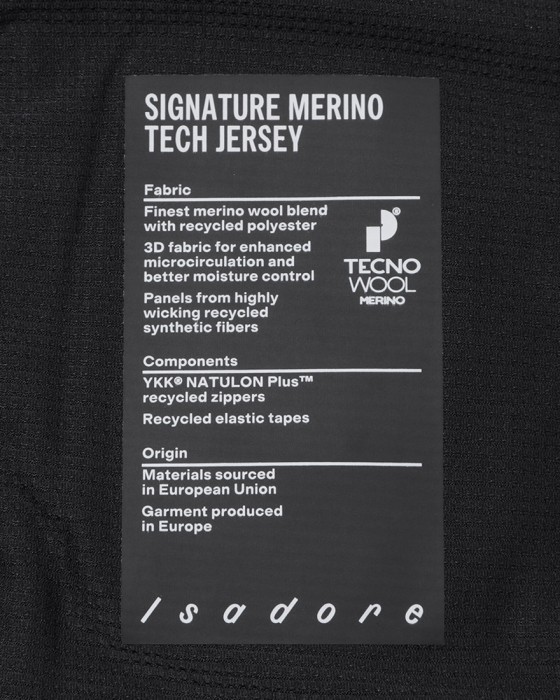 SIGNATURE MERINO
TECH JERSEY
Fabric
Finest merino wool blend
with recycled polyester
3D fabric for enhanced
microcirculation and
better moisture control
Panels from highly
wicking recycled
synthetic fibers
®
TECNO
WOOL
MERINO
Components
YKK® NATULON Plus™
recycled zippers
Recycled elastic tapes
Origin
Materials sourced
in European Union
Garment produced
in Europe
Isadore